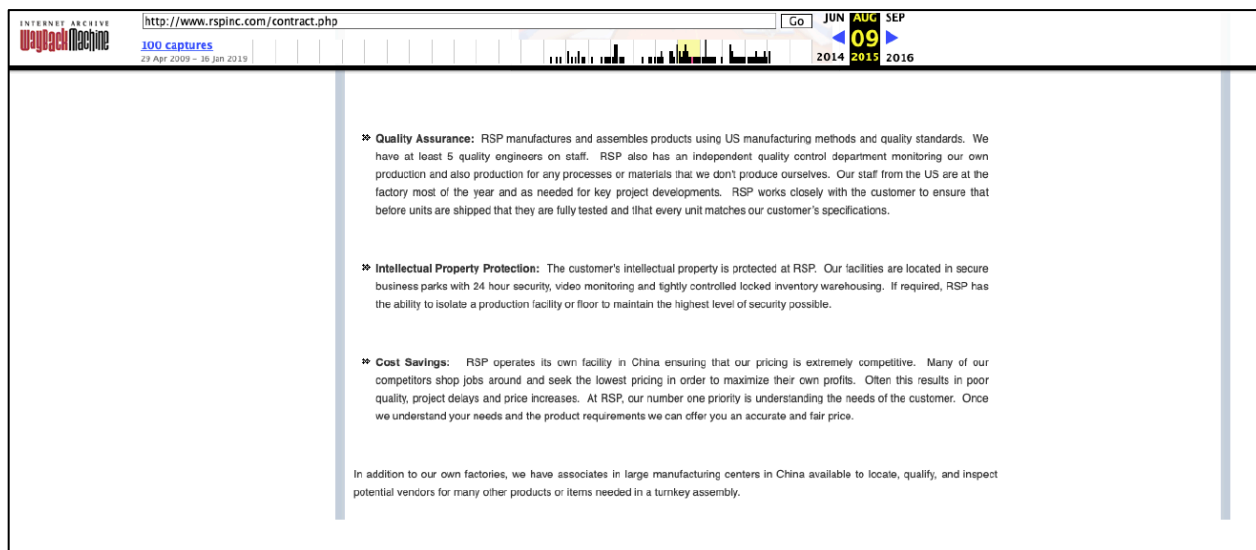 INTERNET ARCHIVE
WayBackMachine
http://www.rspinc.com/contract.php
Go
JUN AUG SEP
100 captures
09
29 Apr 2009 – 16 Jan 2019
2014 2015 2016
Quality Assurance: RSP manufactures and assembles products using US manufacturing methods and quality standards. We
have at least 5 quality engineers on staff. RSP also has an independent quality control department monitoring our own
production and also production for any processes or materials that we don't produce ourselves. Our staff from the US are at the
factory most of the year and as needed for key project developments. RSP works closely with the customer to ensure that
before units are shipped that they are fully tested and tlhat every unit matches our customer's specifications.
Intellectual Property Protection: The customer's intellectual property is protected at RSP. Our facilities are located in secure
business parks with 24 hour security, video monitoring and tightly controlled locked inventory warehousing. If required, RSP has
the ability to isolate a production facility or floor to maintain the highest level of security possible.
Cost Savings: RSP operates its own facility in China ensuring that our pricing is extremely competitive. Many of our
competitors shop jobs around and seek the lowest pricing in order to maximize their own profits. Often this results in poor
quality, project delays and price increases. At RSP, our number one priority is understanding the needs of the customer. Once
we understand your needs and the product requirements we can offer you an accurate and fair price.
In addition to our own factories, we have associates in large manufacturing centers in China available to locate, qualify, and inspect
potential vendors for many other products or items needed in a turnkey assembly.